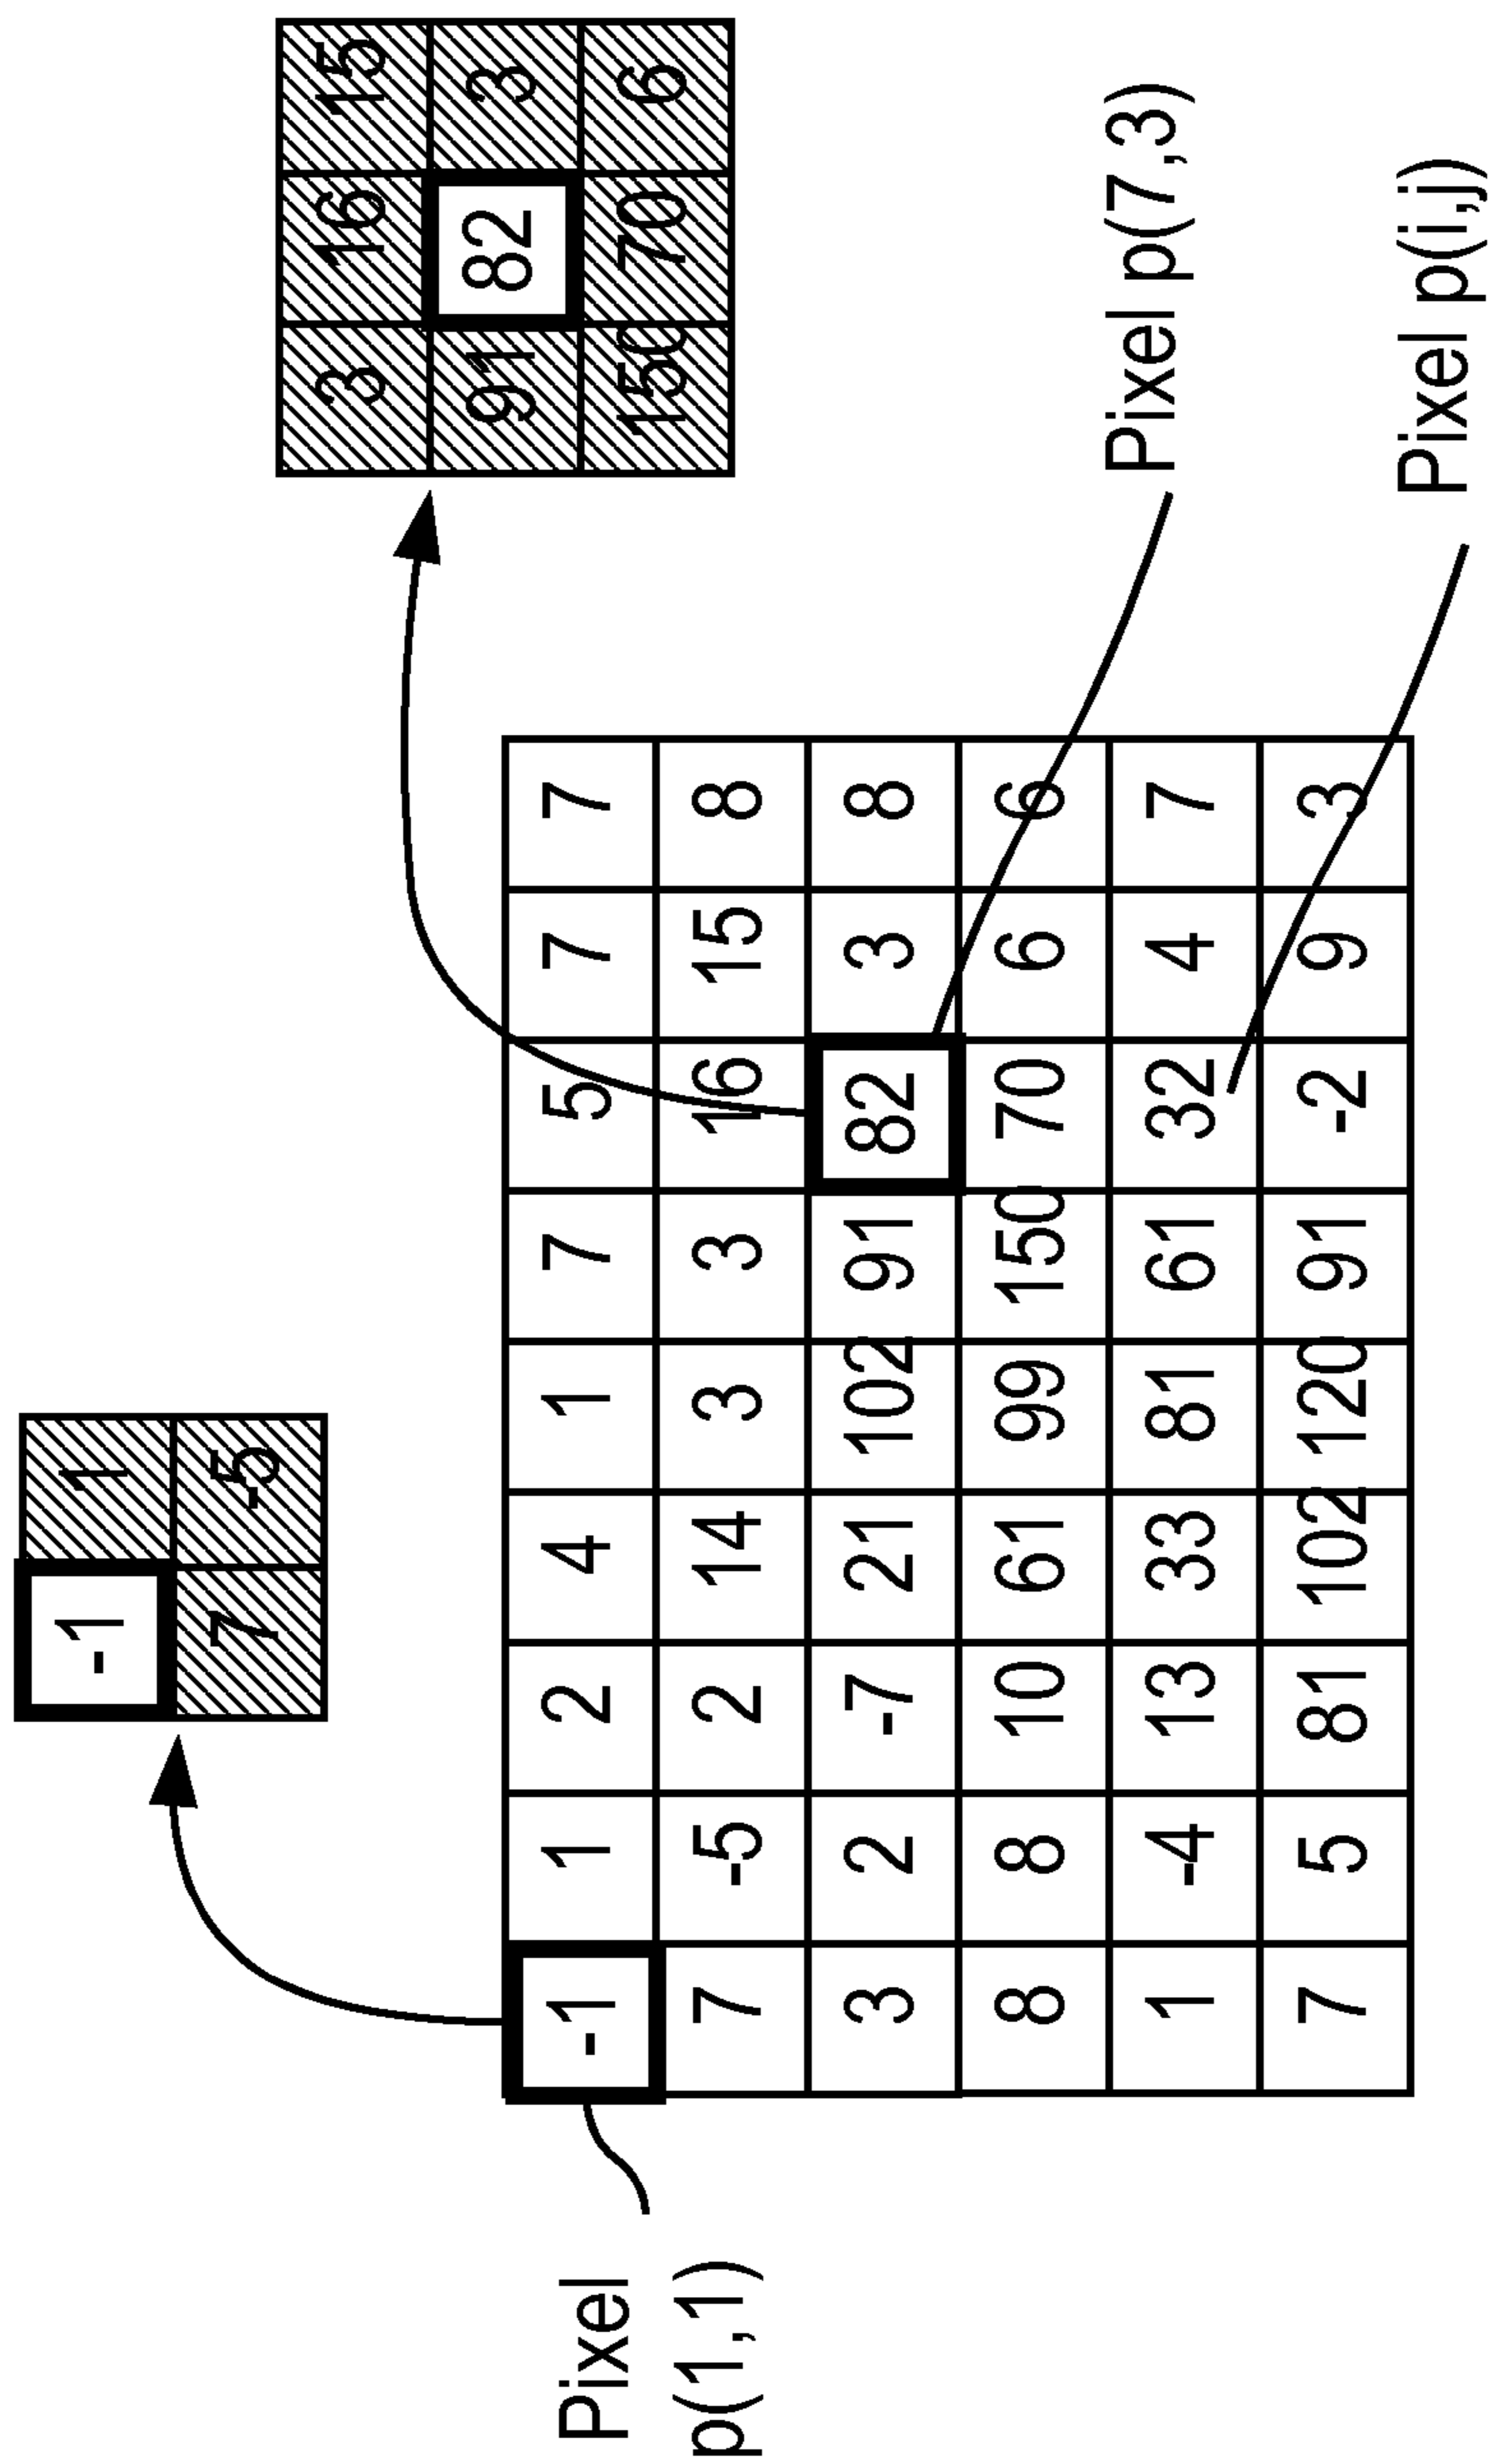 -1 1
7 -5
3 16 15
91 82 3
150 70 6
Pixel
p(1,1)
-1 1 2 4 1 7 5 7 7
7 -5 2 14 3 3 16 15 8
3 2 -7 21 102 91 82 3 8
8 8 10 61 99 150 70 6 6
1 -4 13 33 81 61 32 4 7
7 5 81 102 120 91 -2 9 3
Pixel p(7,3)
Pixel p(i,j)